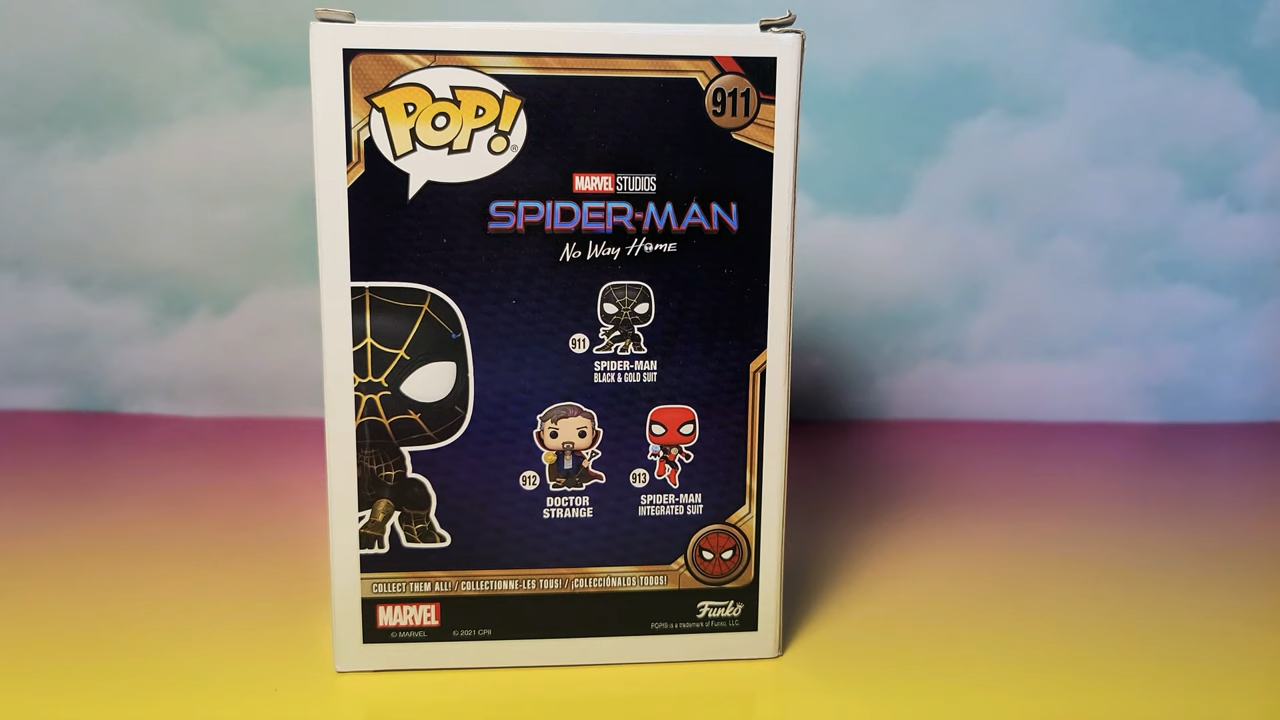 POP!®
911
MARVEL STUDIOS
SPIDER-MAN
No Way Home
911
SPIDER-MAN
BLACK & GOLD SUIT
912
DOCTOR
STRANGE
913
SPIDER-MAN
INTEGRATED SUIT
COLLECT THEM ALL! / COLLECTIONNE-LES TOUS! / ¡COLECCIÓNALOS TODOS!
MARVEL
© MARVEL © 2021 CPII
Funko
POP!® is a trademark of Funko, LLC.